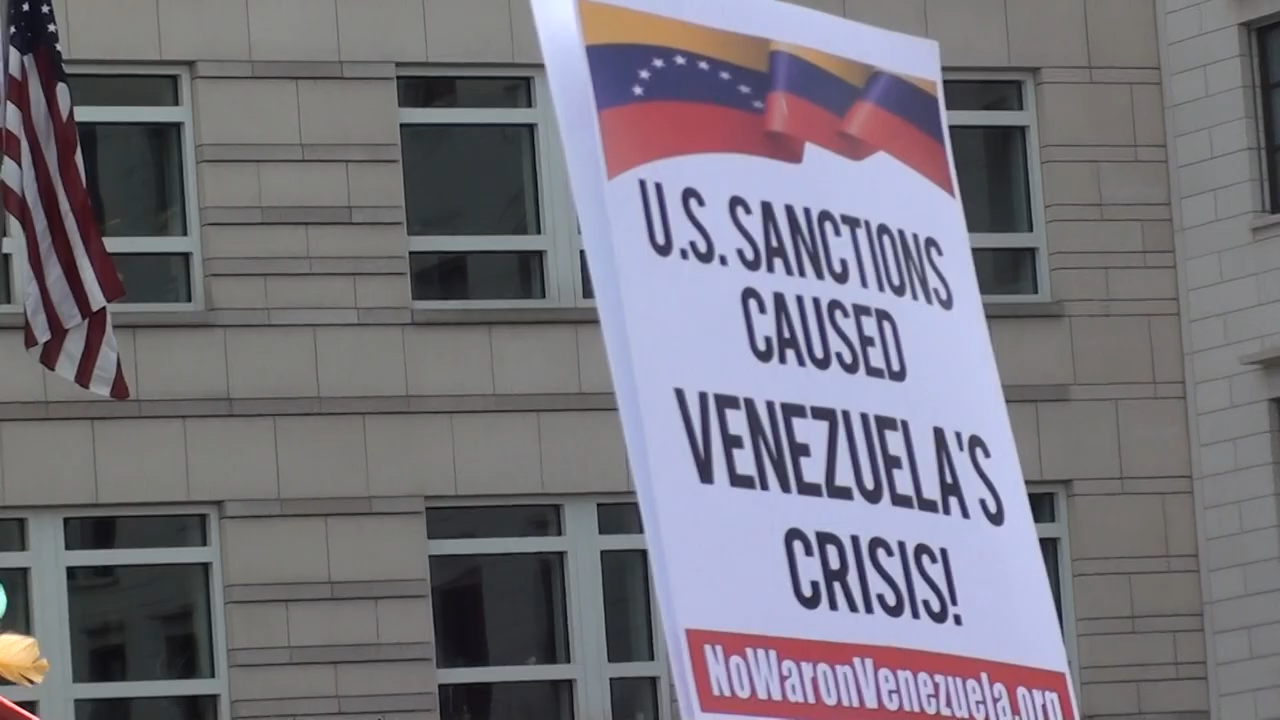 U.S. SANCTIONS
CAUSED
VENEZUELA'S
CRISIS!
NoWaronVenezuela.org